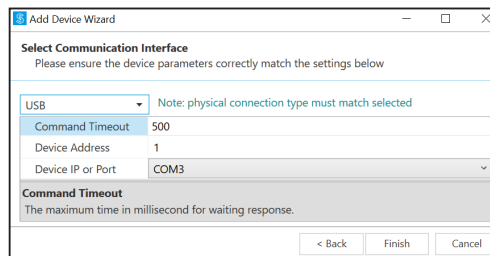 Add Device Wizard
Select Communication Interface
Please ensure the device parameters correctly match the settings below
USB Note: physical connection type must match selected
Command Timeout 500
Device Address 1
Device IP or Port COM3
Command Timeout
The maximum time in millisecond for waiting response.
< Back Finish Cancel